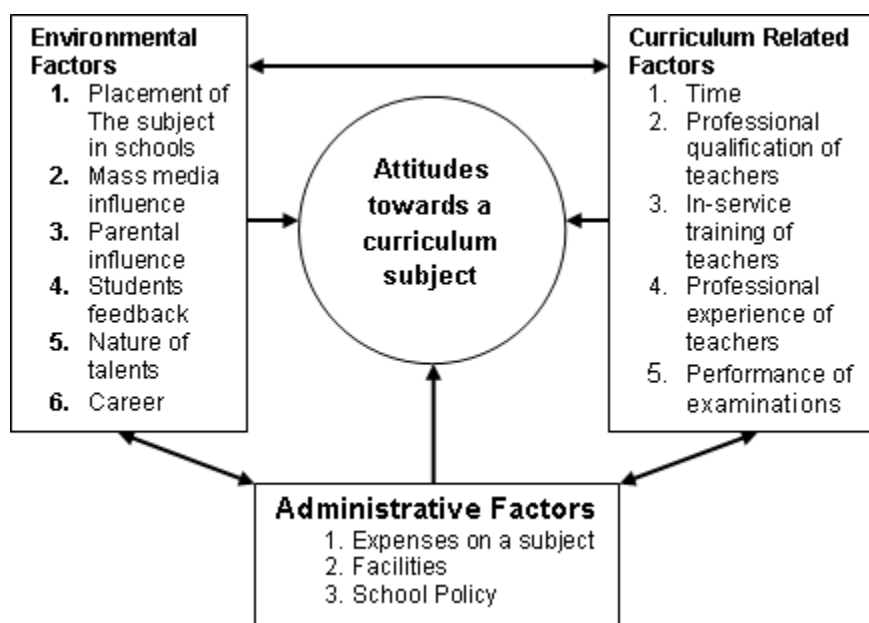 Environmental
Factors
1. Placement of
The subject
in schools
2. Mass media
influence
3. Parental
influence
4. Students
feedback
5. Nature of
talents
6. Career
Attitudes
towards a
curriculum
subject
Curriculum Related
Factors
1. Time
2. Professional
qualification of
teachers
3. In-service
training of
teachers
4. Professional
experience of
teachers
5. Performance of
examinations
Administrative Factors
1. Expenses on a subject
2. Facilities
3. School Policy